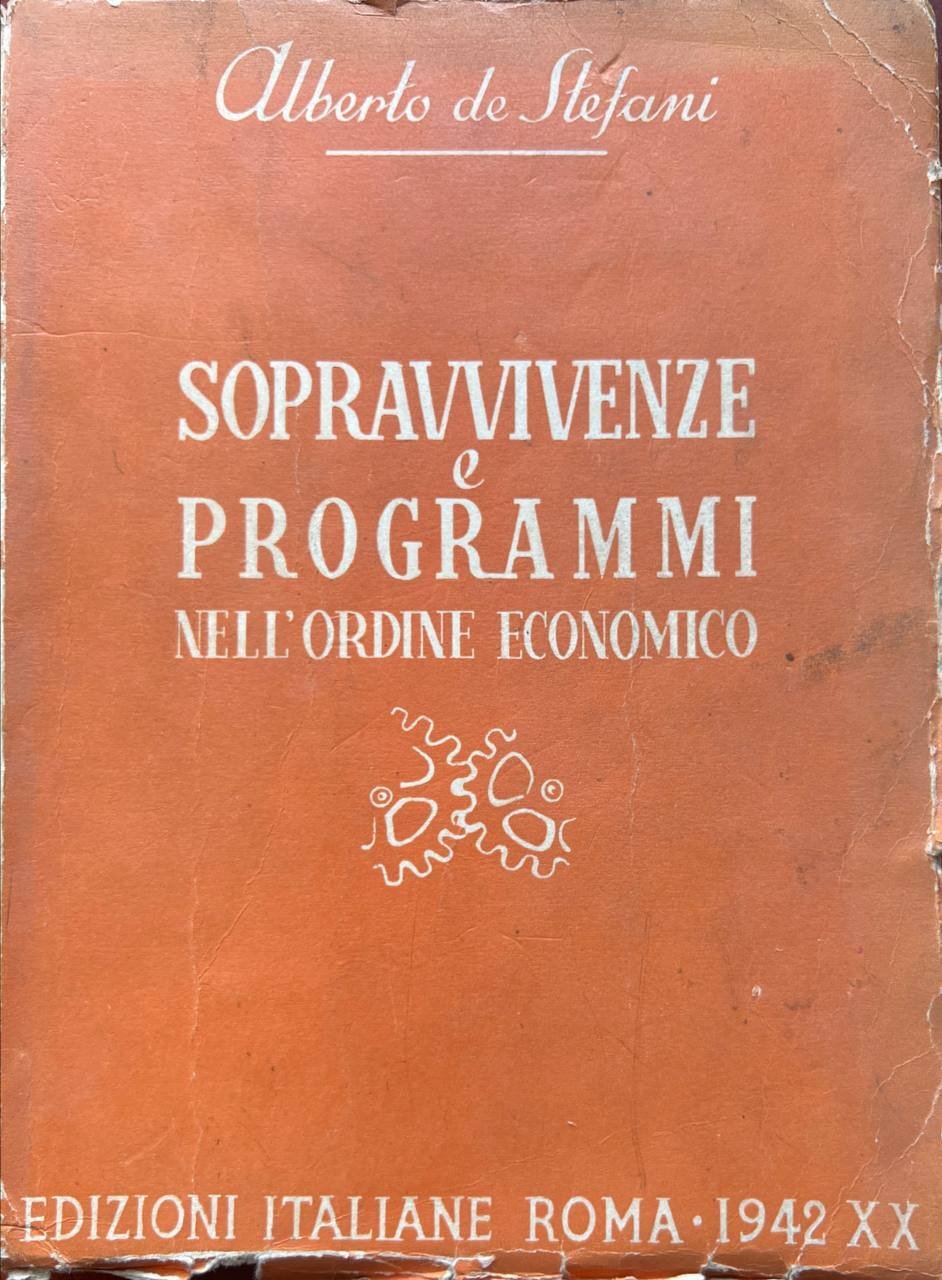 Alberto de Stefani
SOPRAVVIVENZE
e
PROGRAMMI
NELL'ORDINE ECONOMICO
EDIZIONI ITALIANE ROMA · 1942 XX